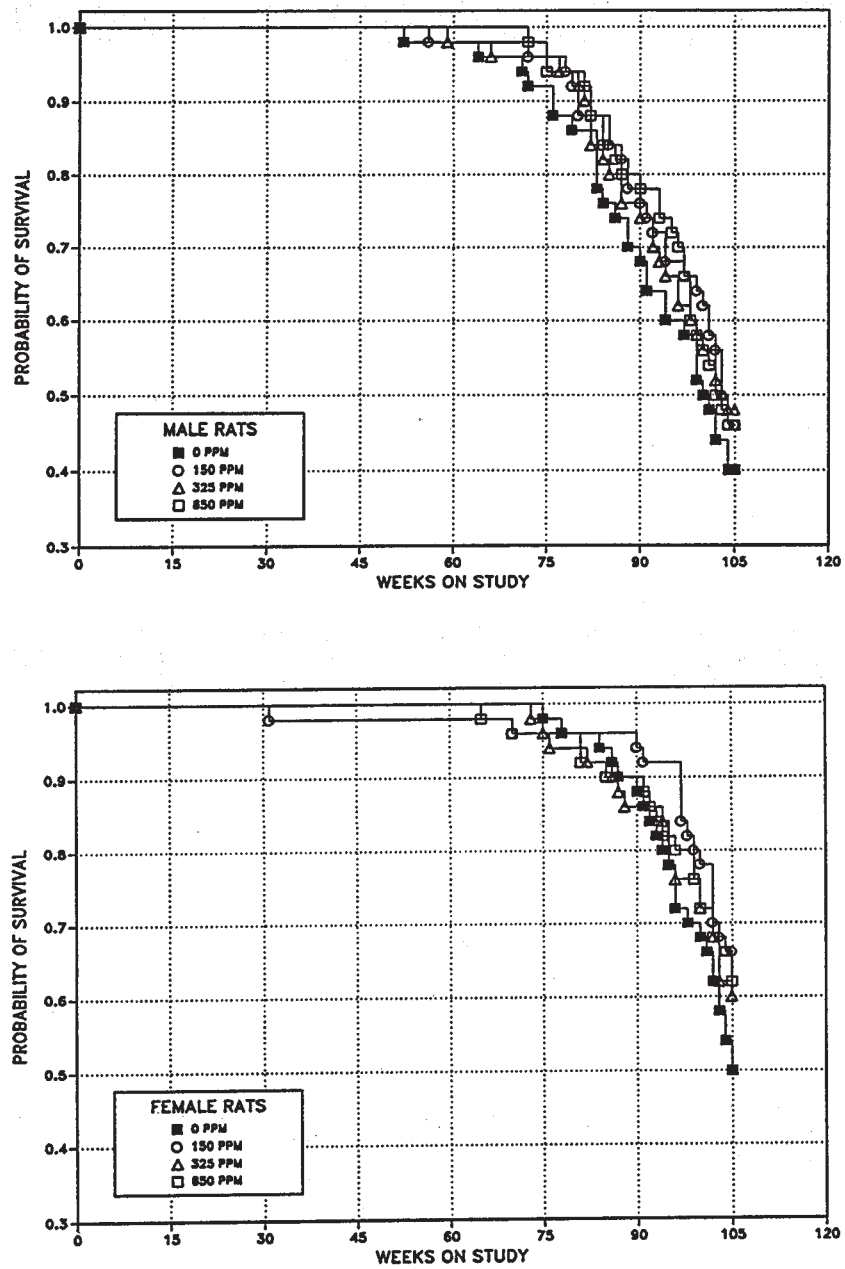 1.0
0.9
0.8
0.7
0.6
0.5
0.4
0.3
PROBABILITY OF SURVIVAL
MALE RATS
0 PPM
150 PPM
325 PPM
650 PPM
0 15 30 45 60 75 90 105 120
WEEKS ON STUDY
1.0
0.9
0.8
0.7
0.6
0.5
0.4
0.3
PROBABILITY OF SURVIVAL
FEMALE RATS
0 PPM
150 PPM
325 PPM
650 PPM
0 15 30 45 60 75 90 105 120
WEEKS ON STUDY